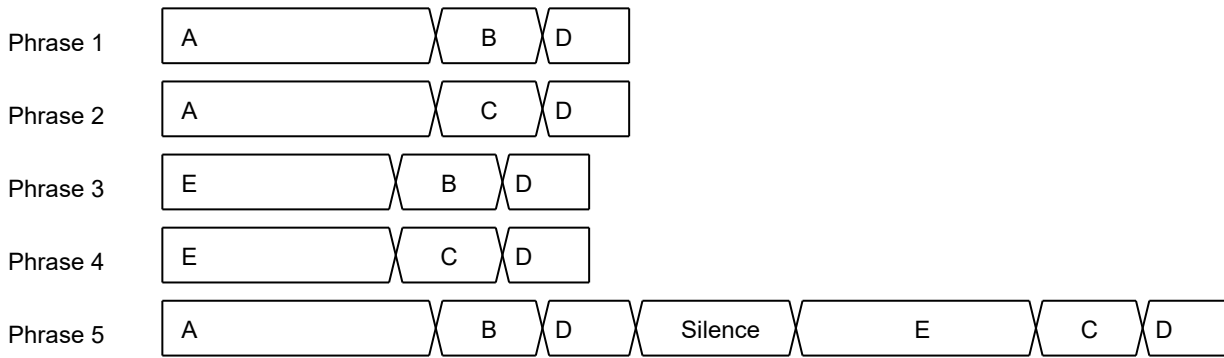 Phrase 1 A B D
Phrase 2 A C D
Phrase 3 E B D
Phrase 4 E C D
Phrase 5 A B D Silence E C D